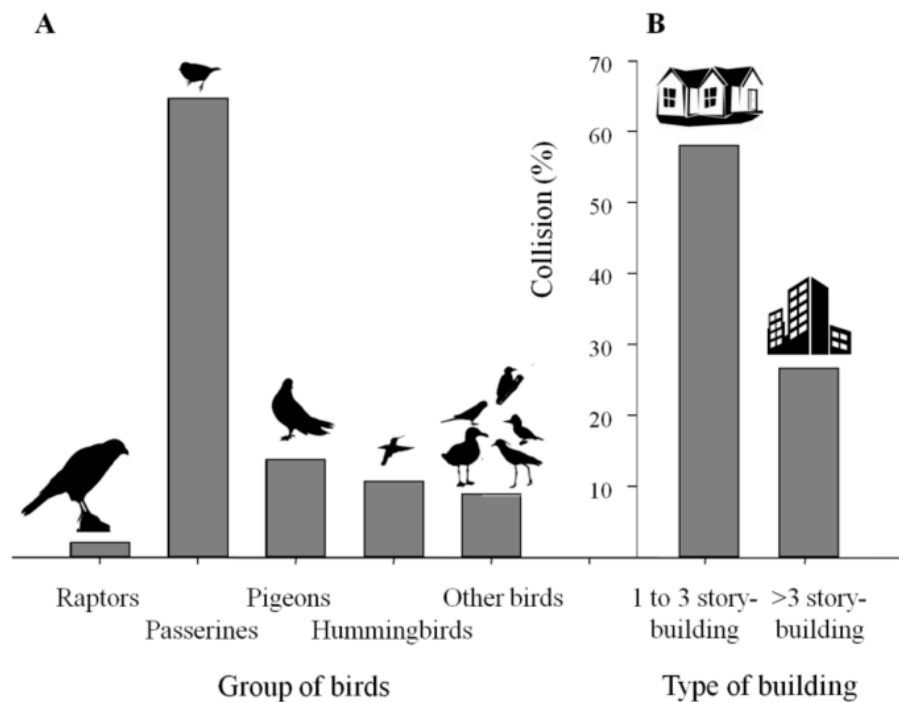 A
B
70
60
50
40
30
20
10
Collision (%)
Raptors
Passerines
Pigeons
Hummingbirds
Other birds
Group of birds
1 to 3 story-
building
>3 story-
building
Type of building